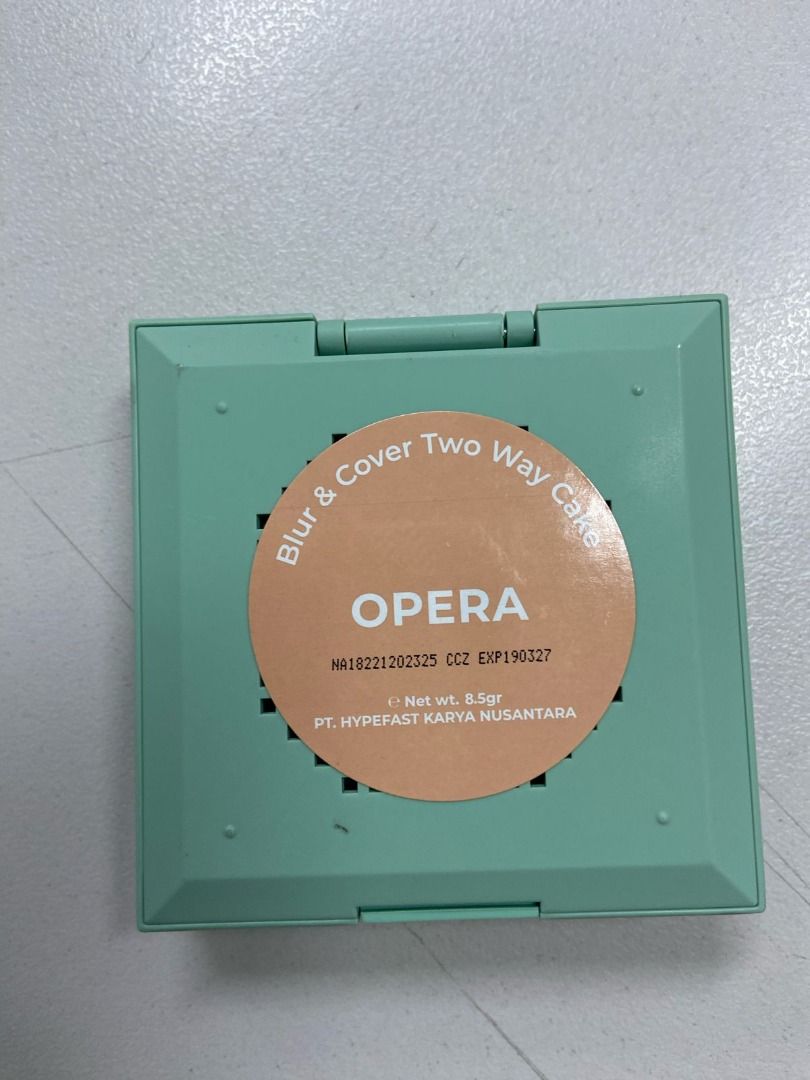 Blur & Cover Two Way Cake
OPERA
NA18221202325 CCZ EXP190327
℮ Net wt. 8.5gr
PT. HYPEFAST KARYA NUSANTARA